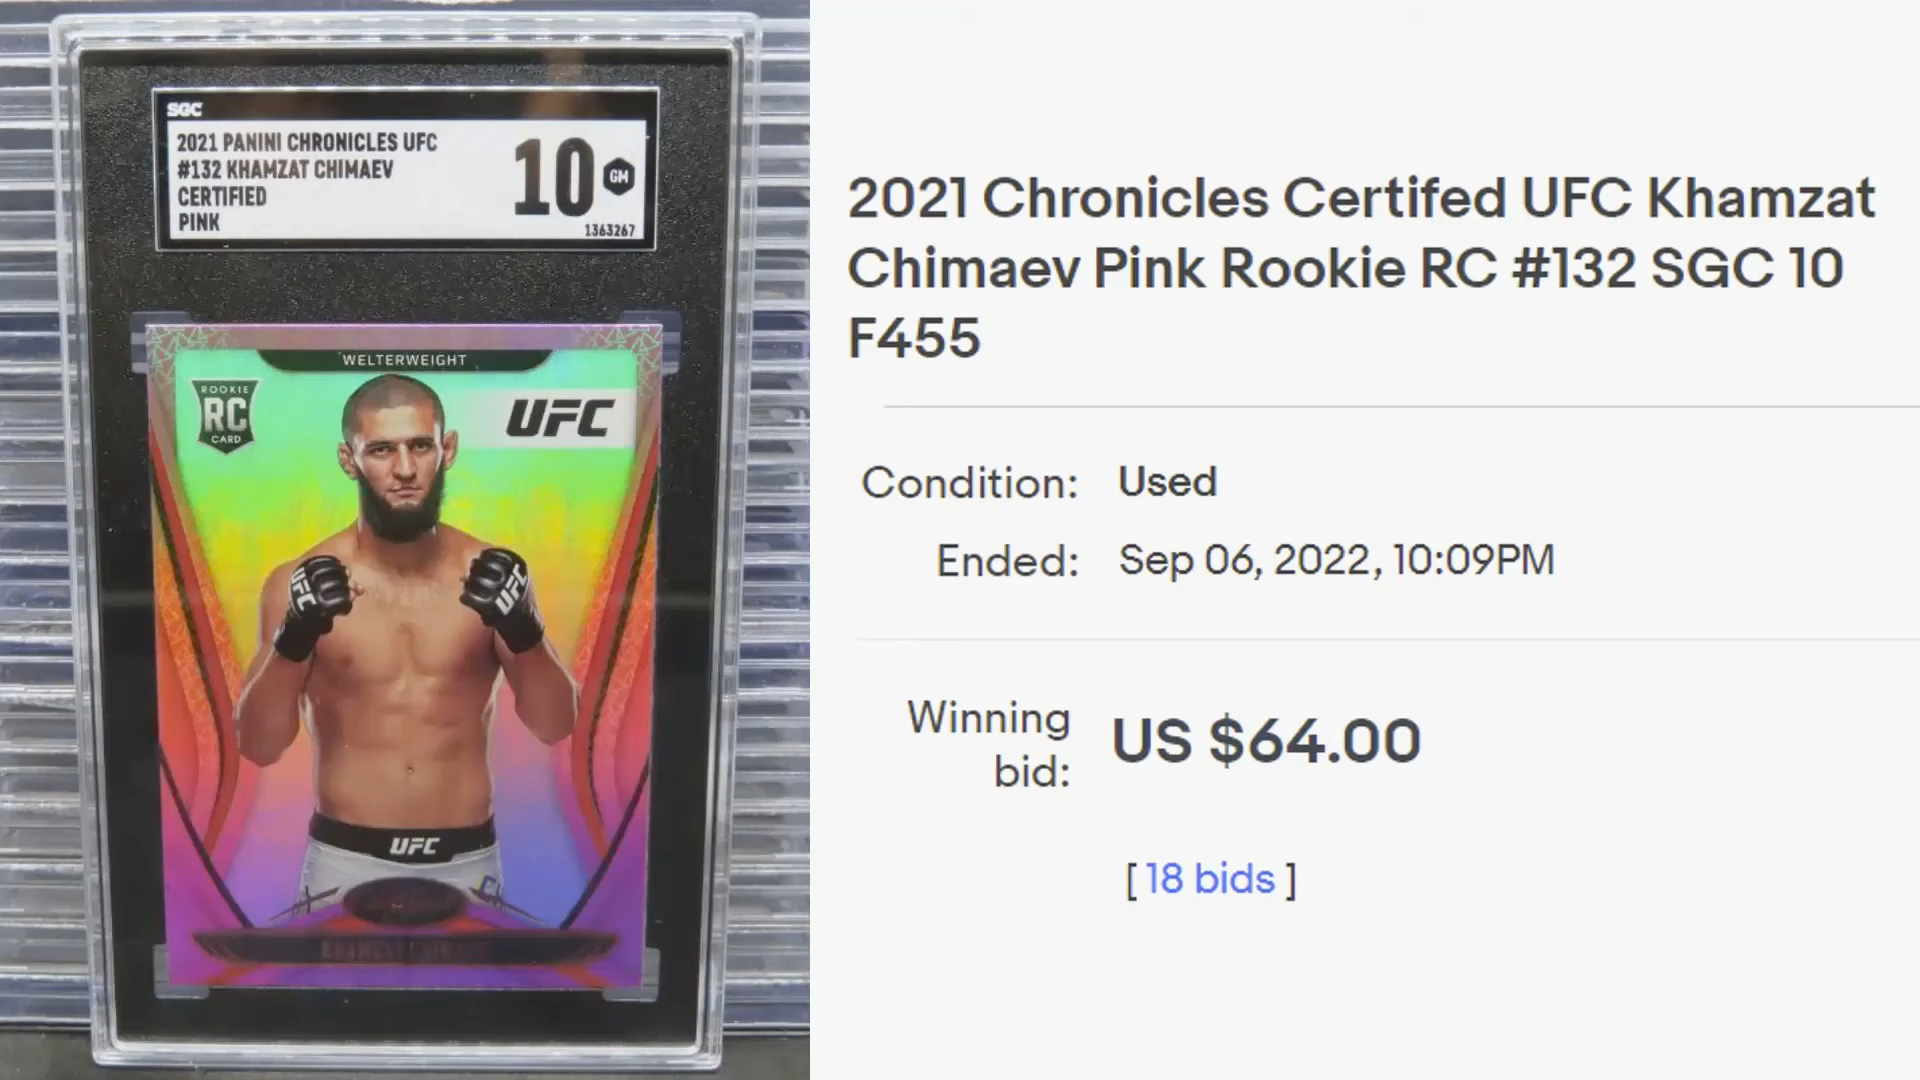 SGC
2021 PANINI CHRONICLES UFC
#132 KHAMZAT CHIMAEV
CERTIFIED
PINK
10 GM
1363267
WELTERWEIGHT
ROOKIE
RC
CARD
UFC
UFC
UFC
UFC
2021 Chronicles Certifed UFC Khamzat
Chimaev Pink Rookie RC #132 SGC 10
F455
Condition: Used
Ended: Sep 06, 2022, 10:09PM
Winning
bid:
US $64.00
[ 18 bids ]